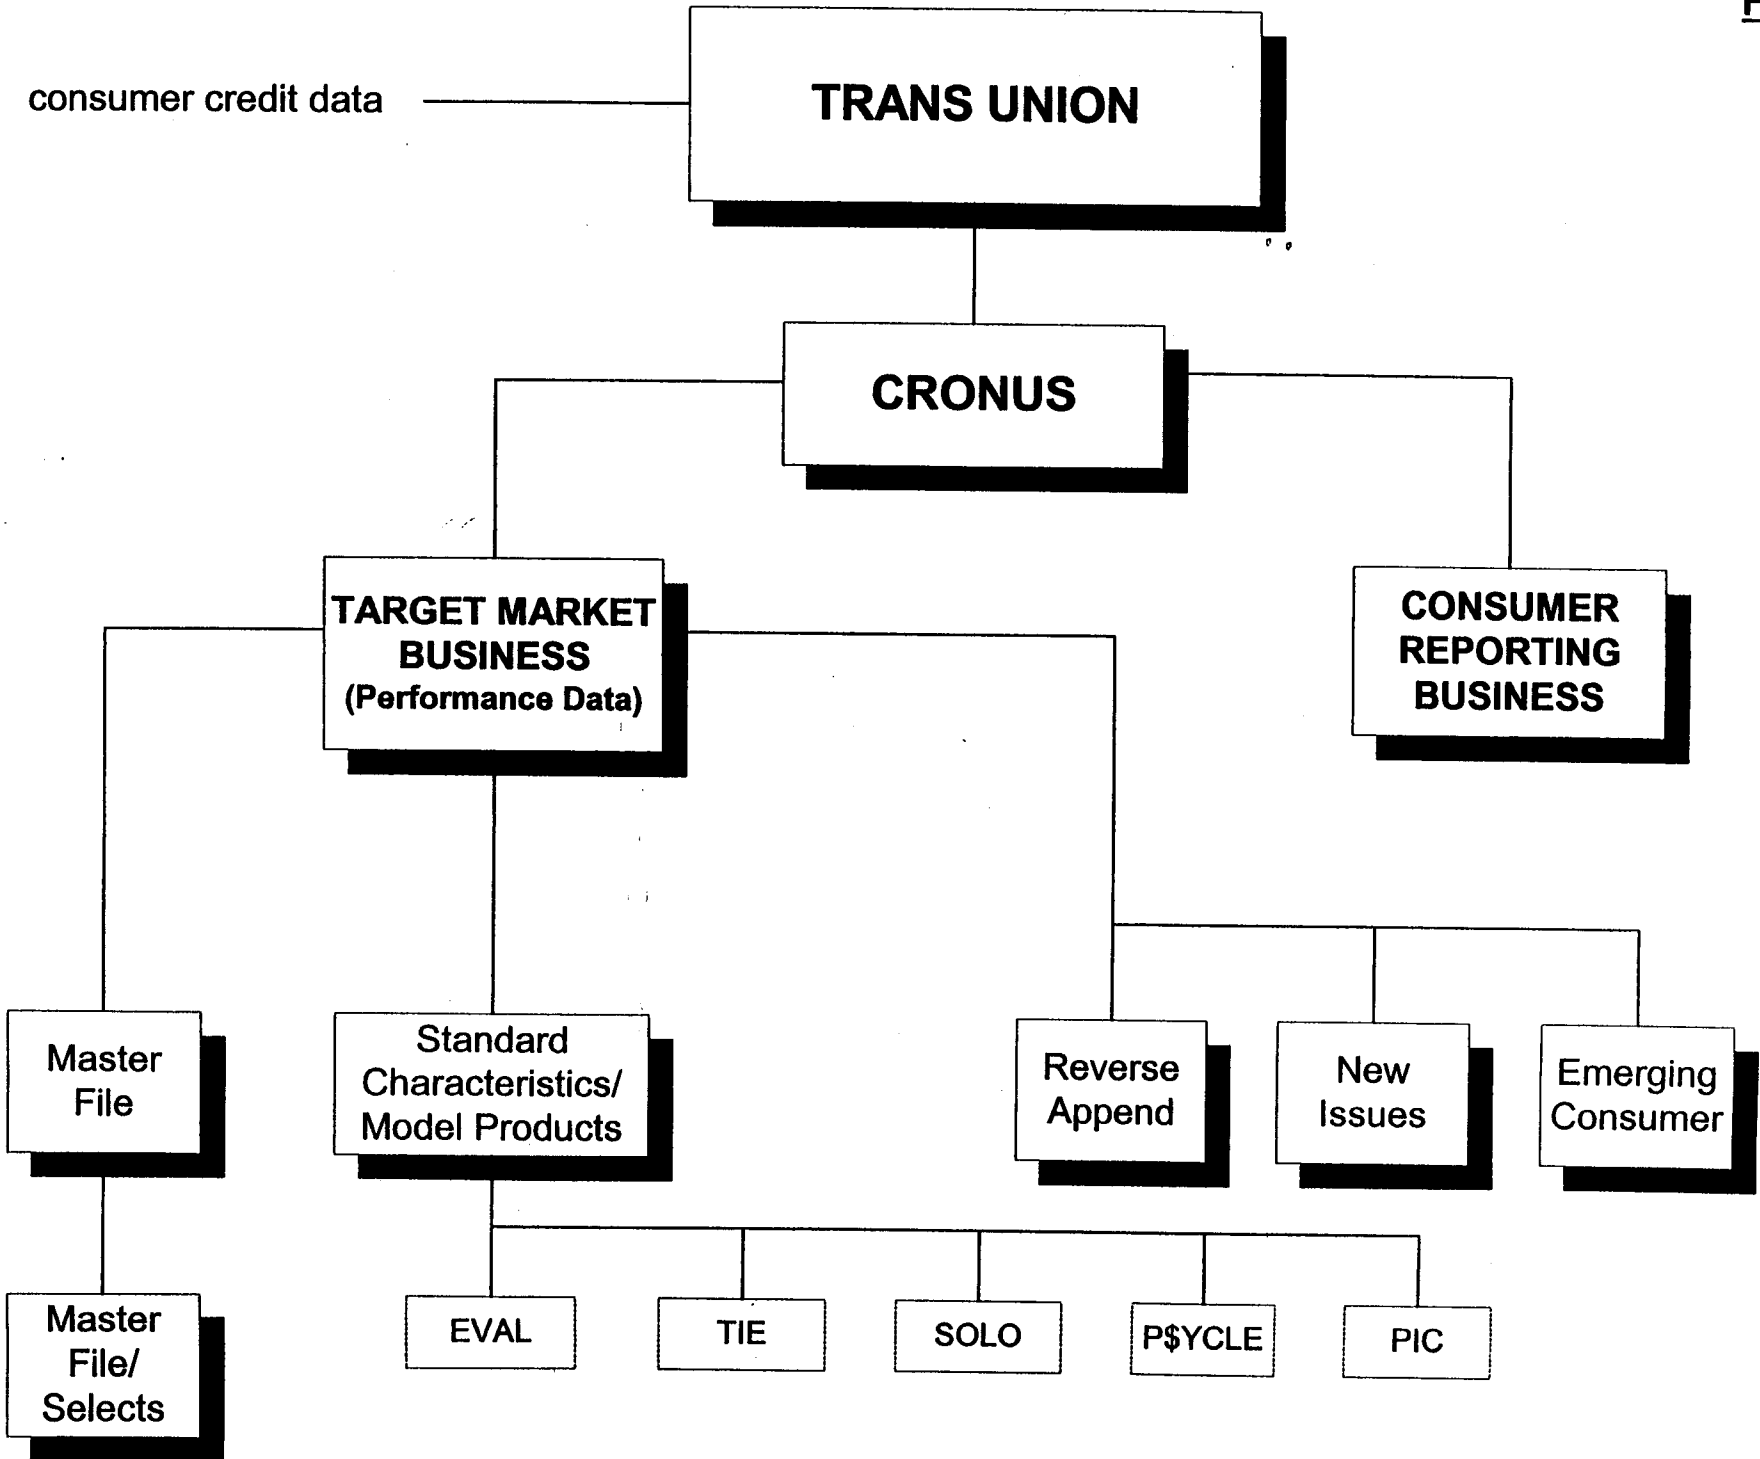 consumer credit data
TRANS UNION
CRONUS
TARGET MARKET
BUSINESS
(Performance Data)
CONSUMER
REPORTING
BUSINESS
Master
File
Standard
Characteristics/
Model Products
Reverse
Append
New
Issues
Emerging
Consumer
Master
File/
Selects
EVAL
TIE
SOLO
P$YCLE
PIC